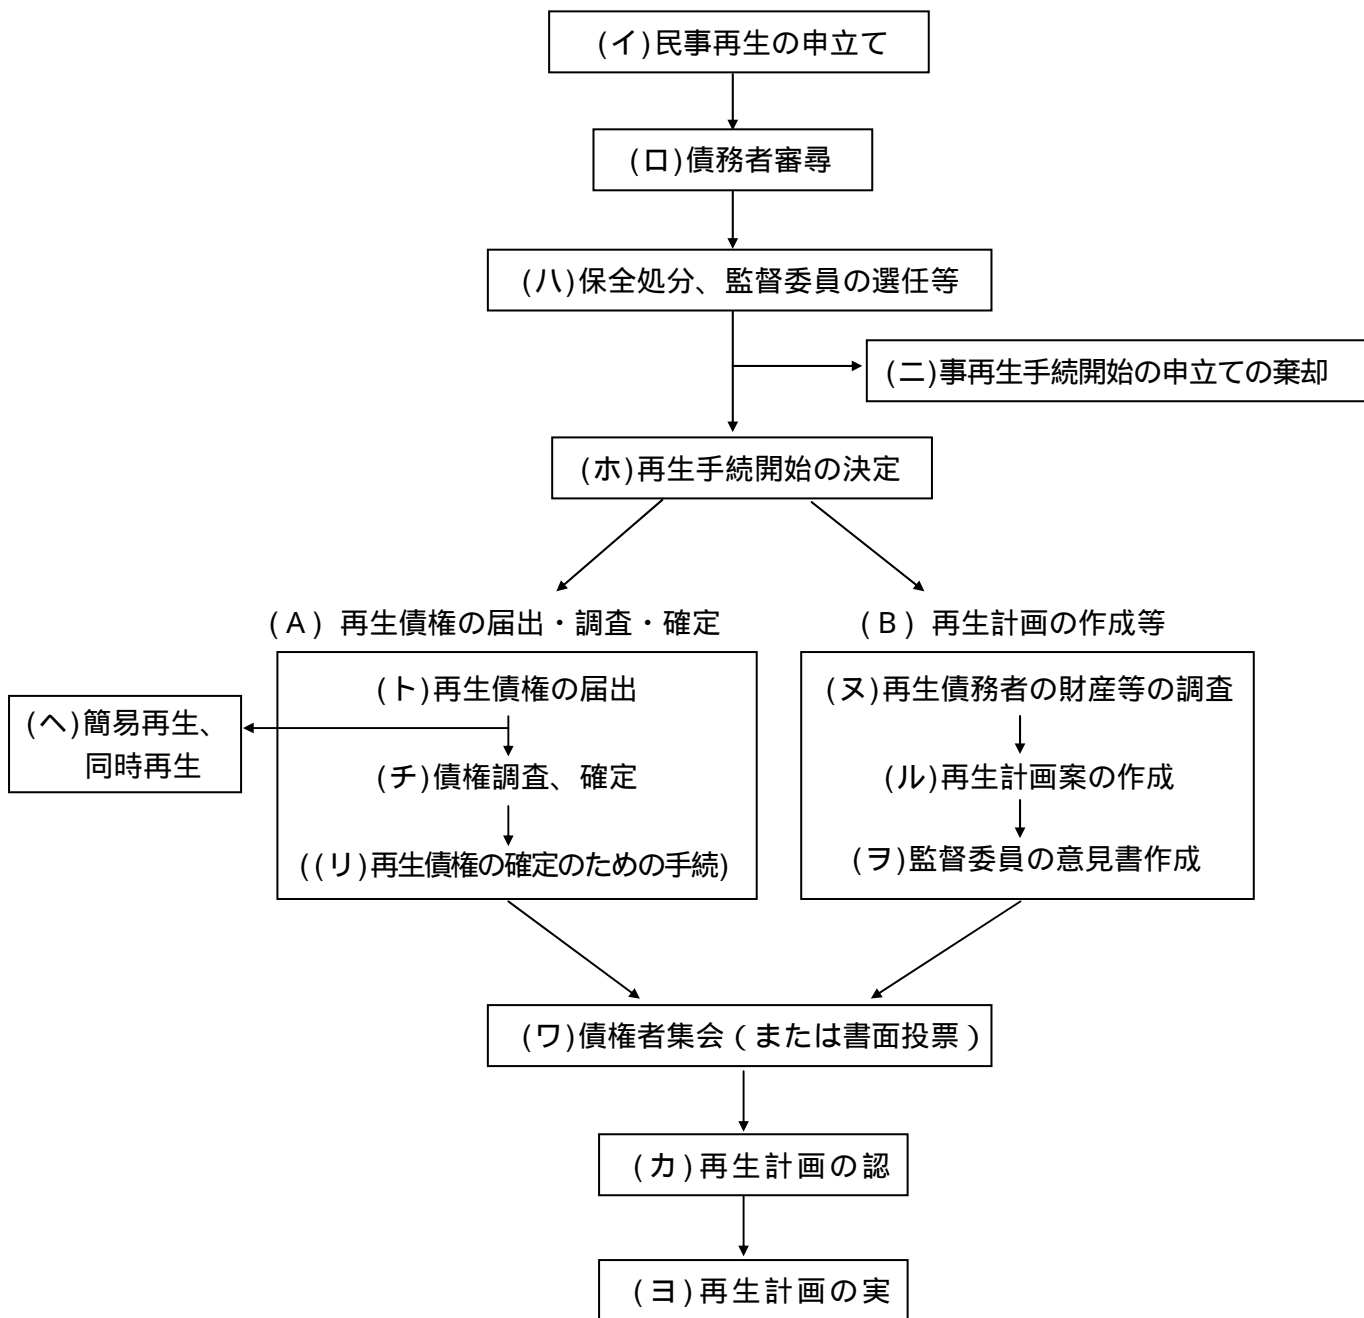 (イ)民事再生の申立て
(ロ)債務者審尋
(ハ)保全処分、監督委員の選任等
(ニ)事再生手続開始の申立ての棄却
(ホ)再生手続開始の決定
(A) 再生債権の届出・調査・確定
(ト)再生債権の届出
(ヘ)簡易再生、
同時再生
(チ)債権調査、確定
((リ)再生債権の確定のための手続)
(B) 再生計画の作成等
(ヌ)再生債務者の財産等の調査
(ル)再生計画案の作成
(ヲ)監督委員の意見書作成
(ワ)債権者集会(または書面投票)
(カ)再生計画の認
(ヨ)再生計画の実